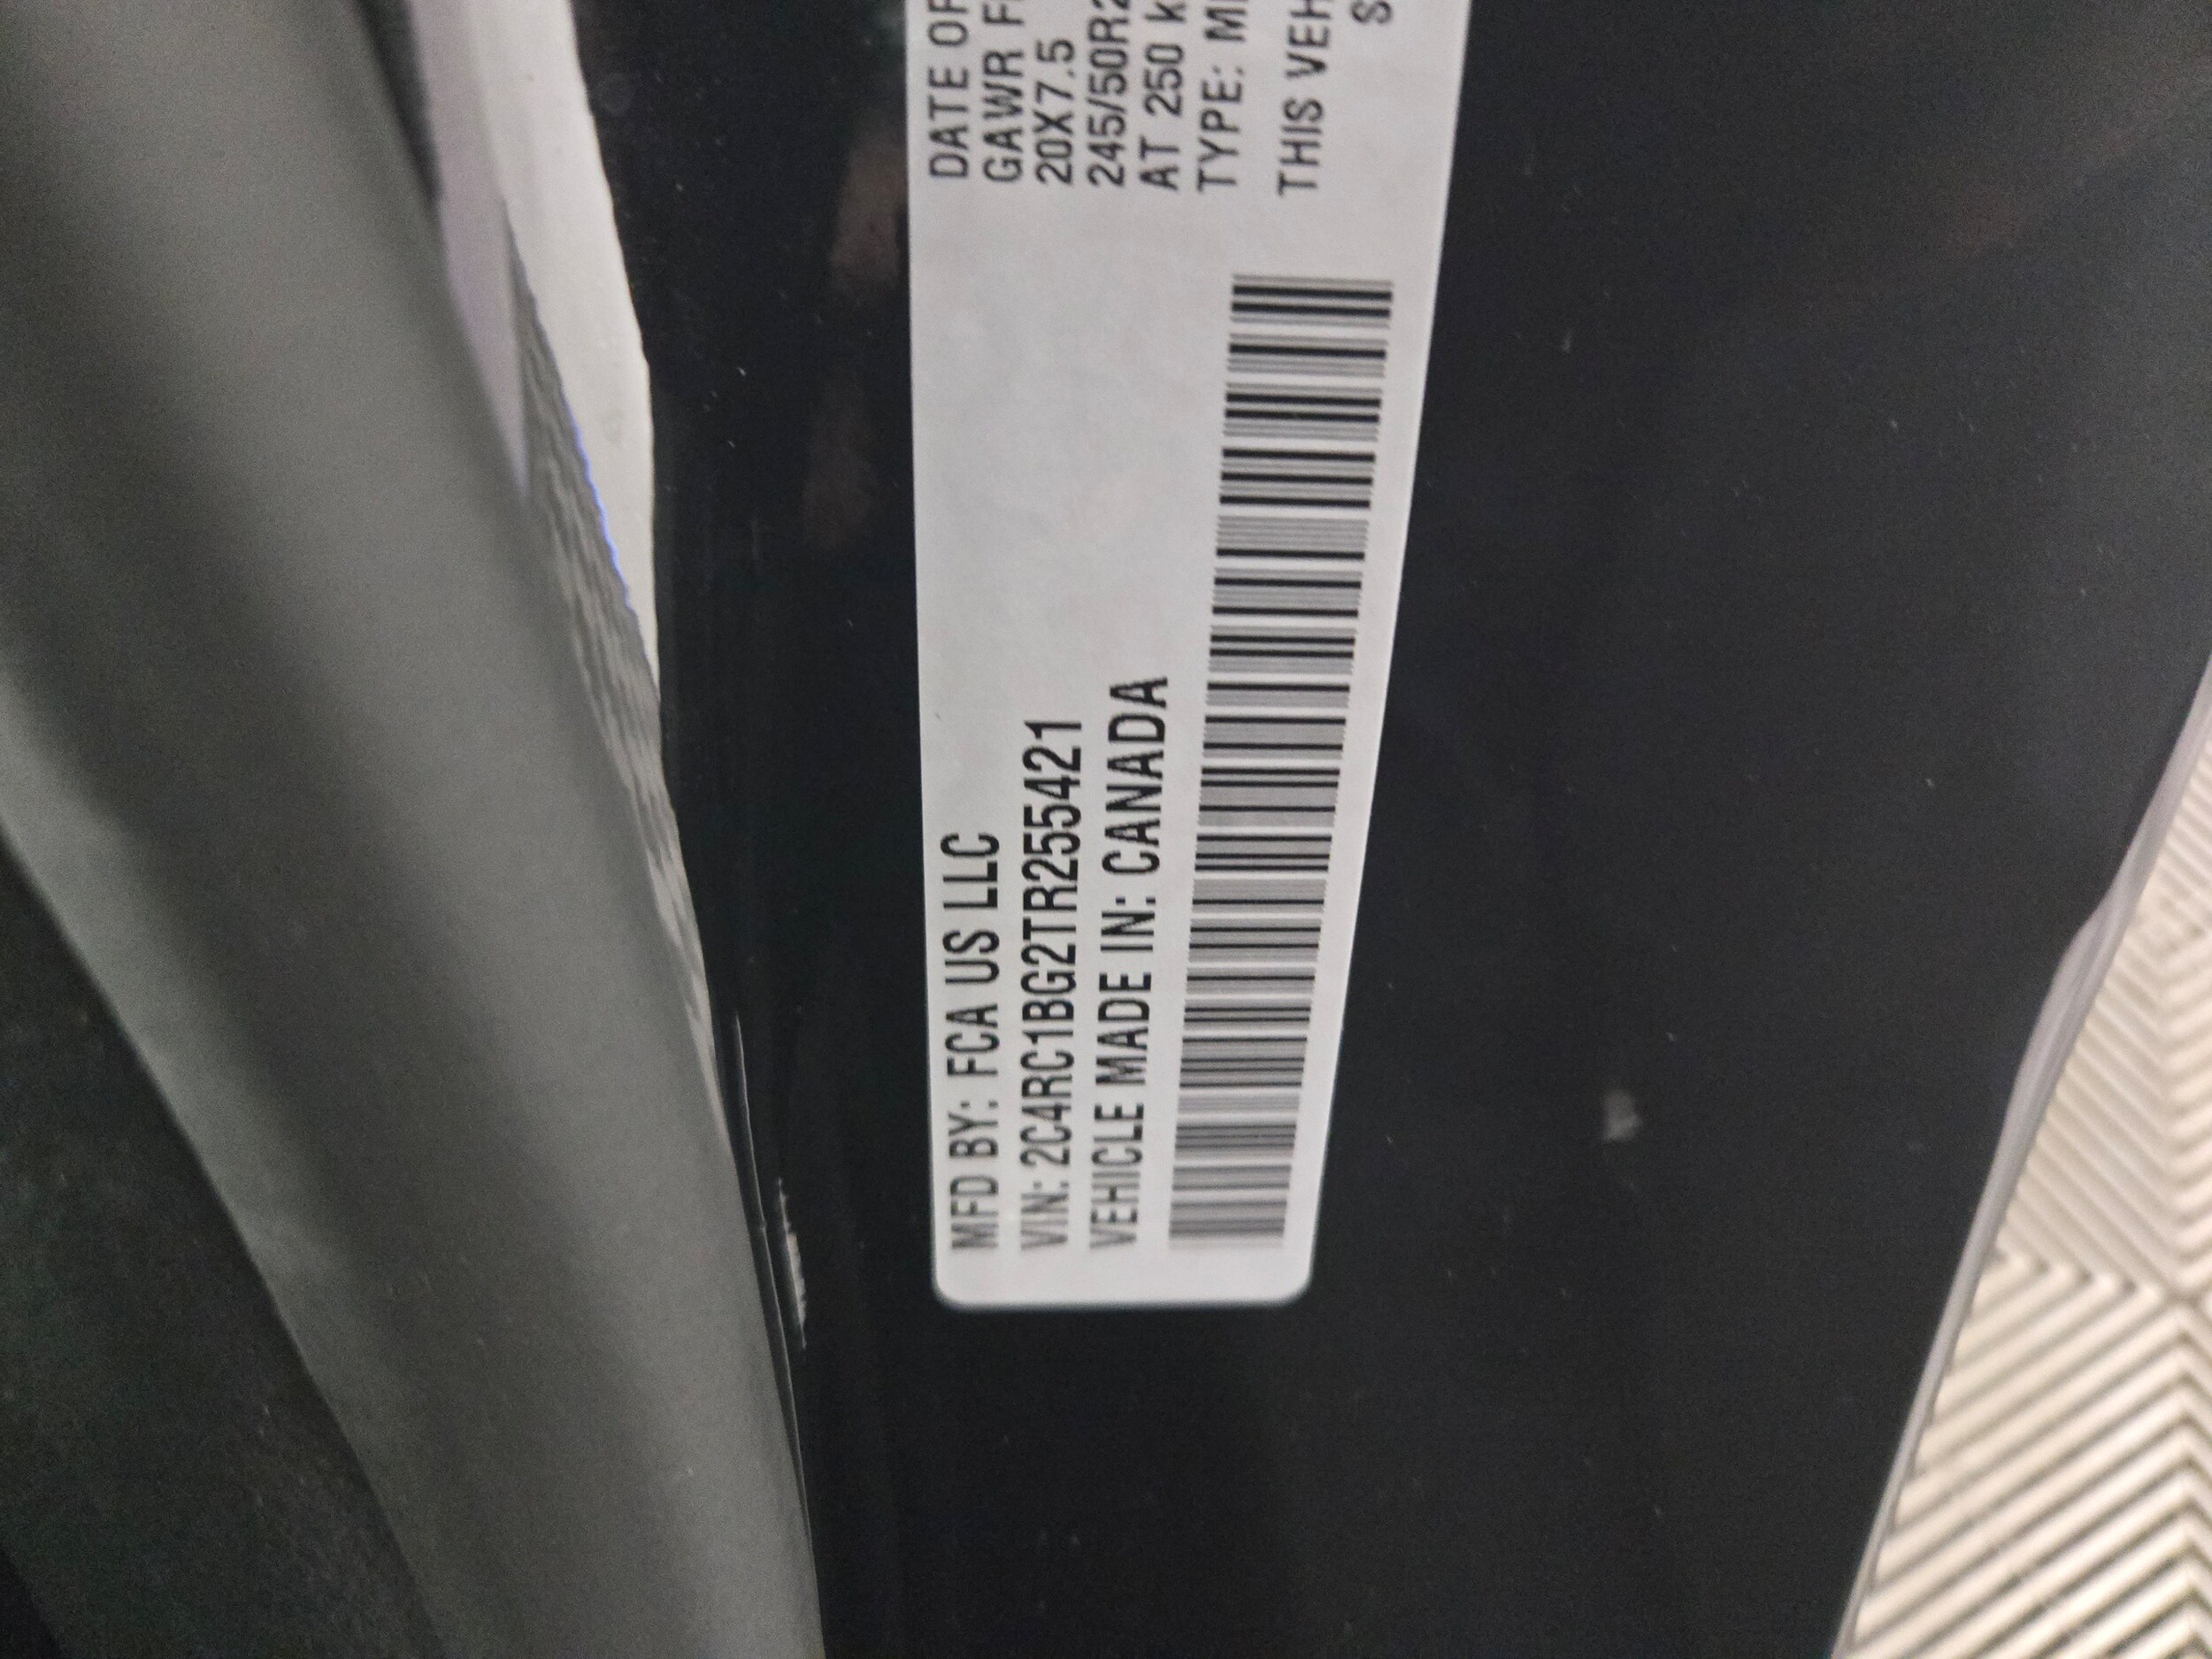 MFD BY: FCA US LLC
VIN: 2C4RC1BG2TR255421
VEHICLE MADE IN: CANADA
DATE OF
GAWR F
20X7.5
245/50R2
AT 250 k
TYPE: M
THIS VEH
S